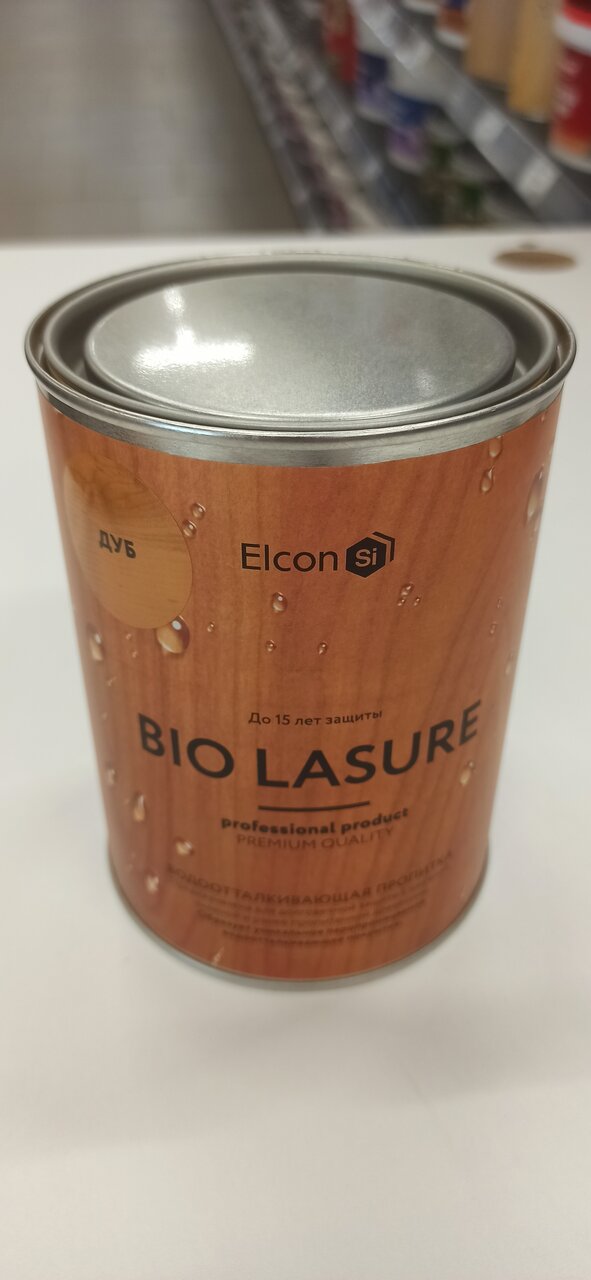 ДУБ
Elcon Si
До 15 лет защиты
BIO LASURE
professional product
PREMIUM QUALITY
ВОДООТТАЛКИВАЮЩАЯ ПРОПИТКА